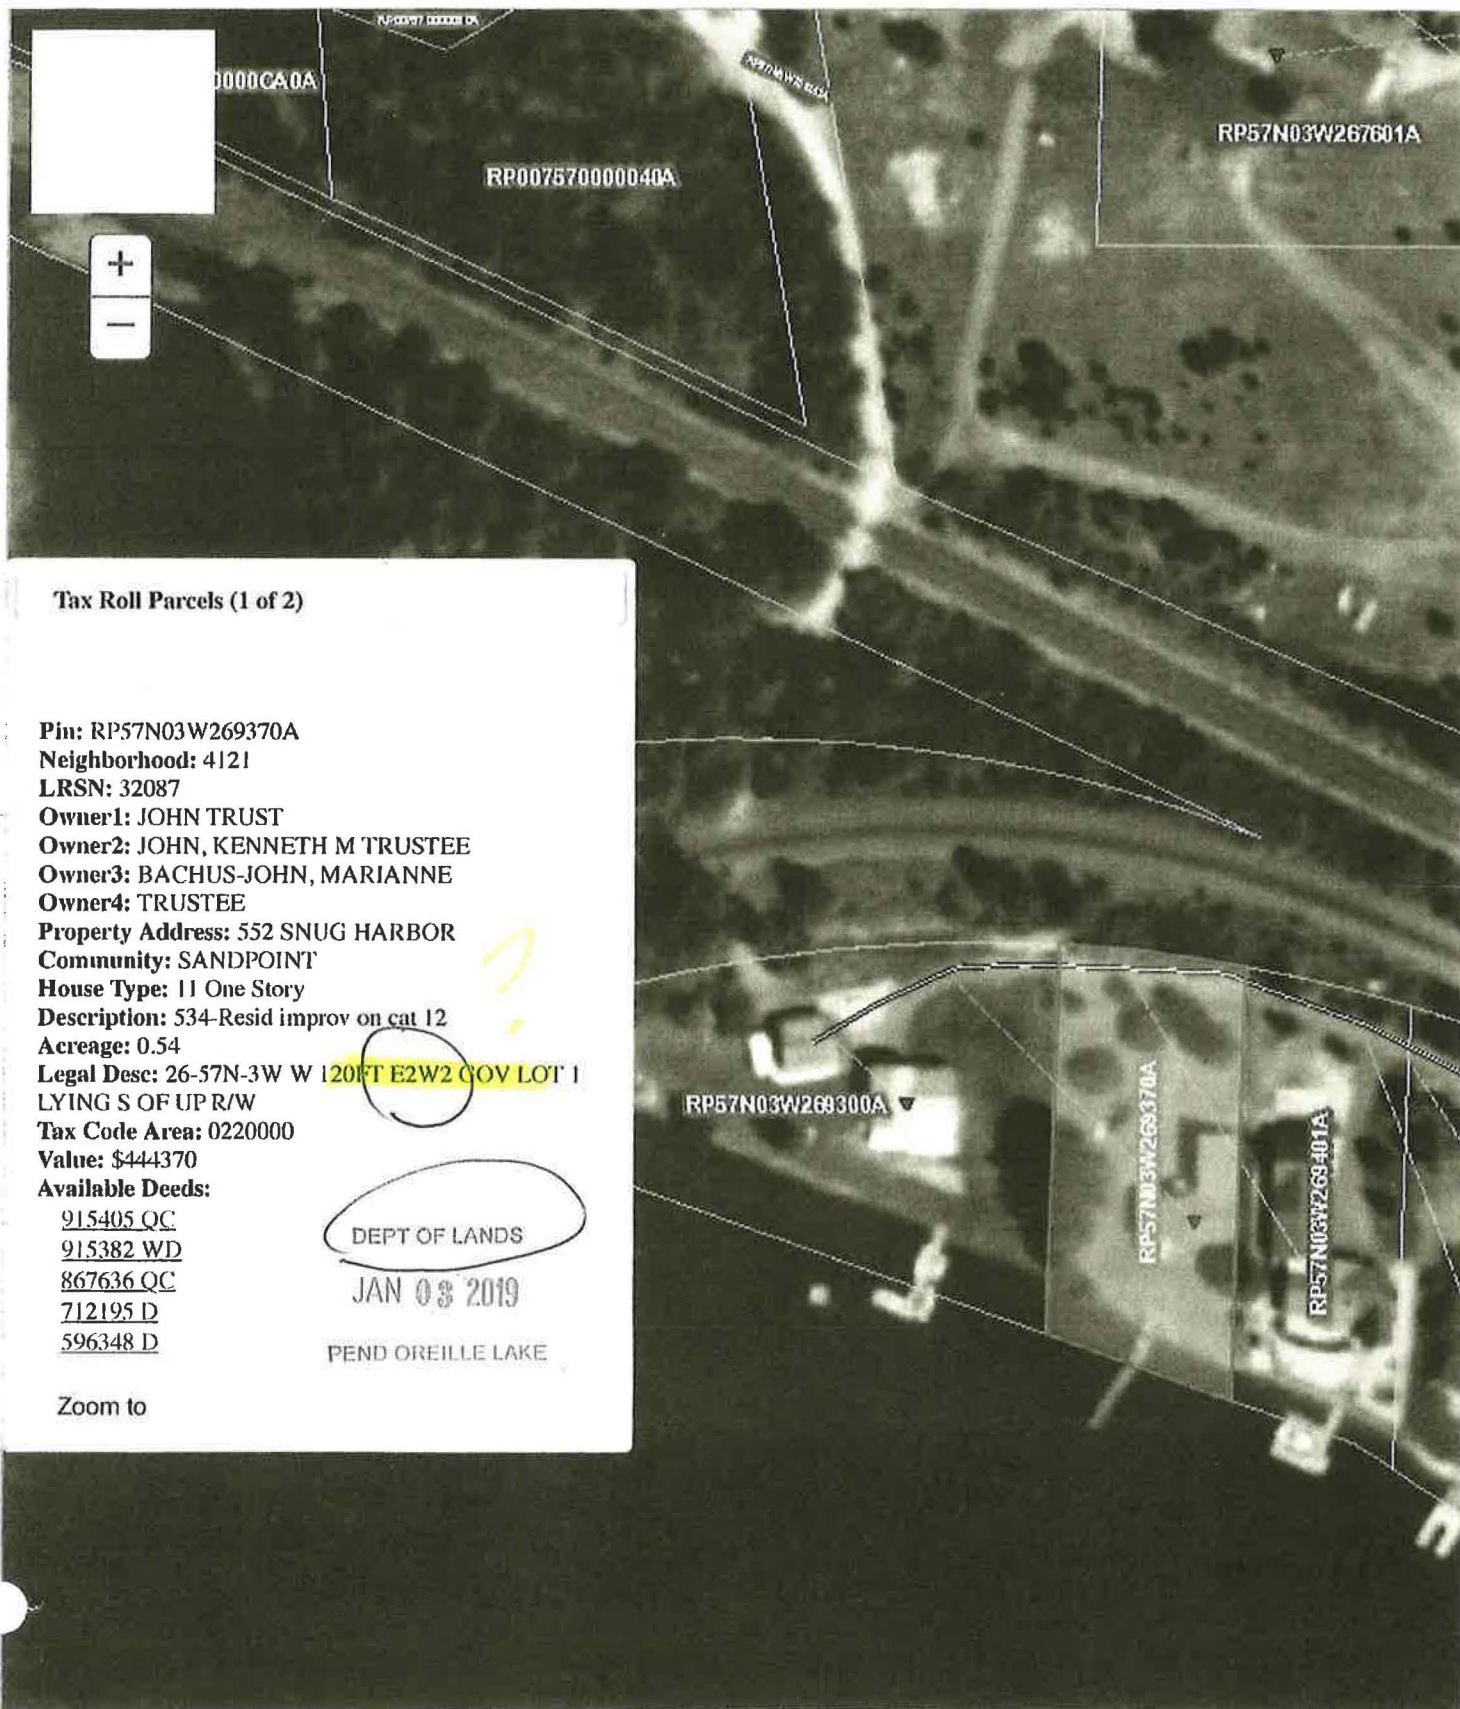 0000CA0A
RP007570000040A
RP57N03W267601A
+
−
Tax Roll Parcels (1 of 2)
Pin: RP57N03W269370A
Neighborhood: 4121
LRSN: 32087
Owner1: JOHN TRUST
Owner2: JOHN, KENNETH M TRUSTEE
Owner3: BACHUS-JOHN, MARIANNE
Owner4: TRUSTEE
Property Address: 552 SNUG HARBOR
Community: SANDPOINT
House Type: 11 One Story
Description: 534-Resid improv on cat 12
Acreage: 0.54
Legal Desc: 26-57N-3W W 120FT E2W2 GOV LOT 1
LYING S OF UP R/W
Tax Code Area: 0220000
Value: $444370
Available Deeds:
915405 QC
915382 WD
867636 QC
712195 D
596348 D
?
DEPT OF LANDS
JAN 03 2019
PEND OREILLE LAKE
Zoom to
RP57N03W269300A
RP57N03W269370A
RP57N03W269401A